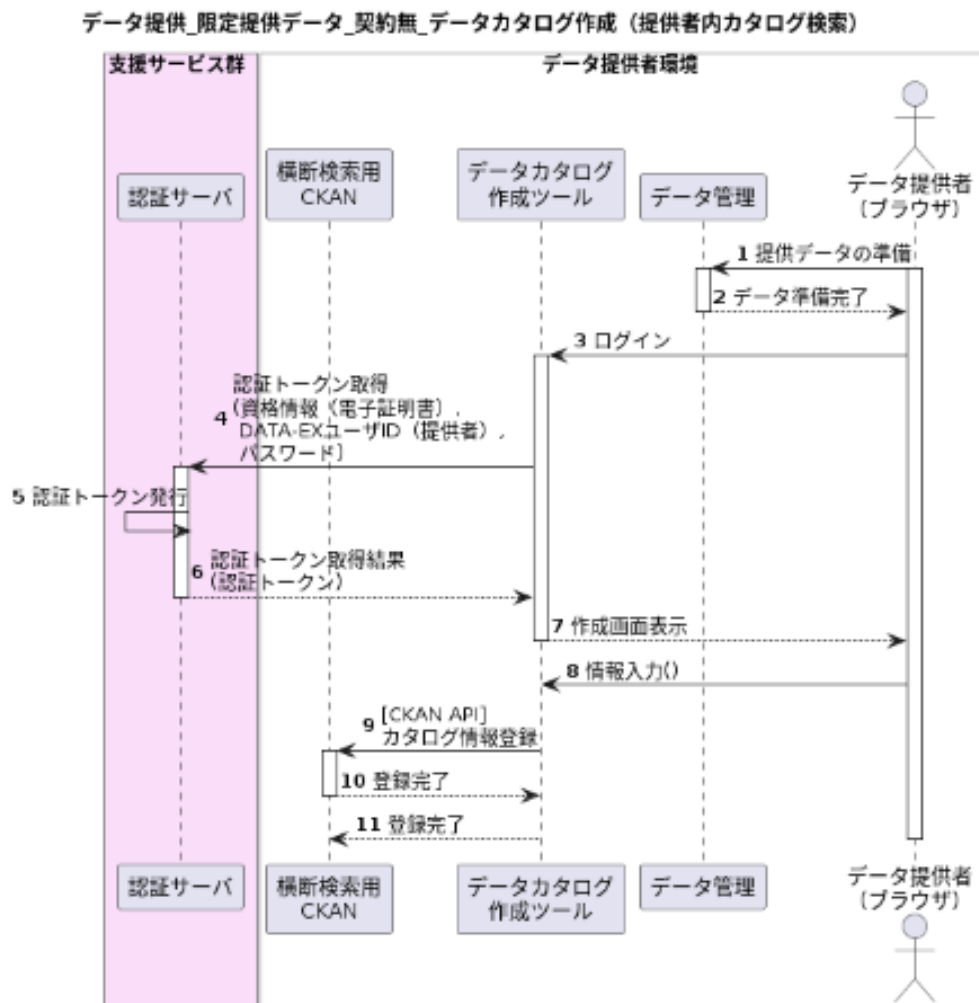 データ提供_限定提供データ_契約無_データカタログ作成（提供者内カタログ検索）
支援サービス群
データ提供者環境
認証サーバ
横断検索用
CKAN
データカタログ
作成ツール
データ管理
データ提供者
（ブラウザ）
1 提供データの準備
2 データ準備完了
3 ログイン
4 認証トークン取得
（資格情報（電子証明書）,
DATA-EXユーザID（提供者）,
パスワード）
5 認証トークン発行
6 認証トークン取得結果
（認証トークン）
7 作成画面表示
8 情報入力()
9 [CKAN API]
カタログ情報登録
10 登録完了
11 登録完了
認証サーバ
横断検索用
CKAN
データカタログ
作成ツール
データ管理
データ提供者
（ブラウザ）